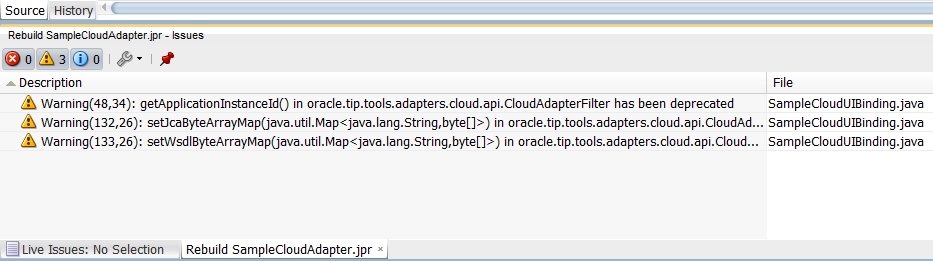 Source History
Rebuild SampleCloudAdapter.jpr - Issues
0 3 0
Description File
Warning(48,34): getApplicationInstanceId() in oracle.tip.tools.adapters.cloud.api.CloudAdapterFilter has been deprecated SampleCloudUIBinding.java
Warning(132,26): setJcaByteArrayMap(java.util.Map<java.lang.String,byte[]>) in oracle.tip.tools.adapters.cloud.api.CloudAd... SampleCloudUIBinding.java
Warning(133,26): setWsdlByteArrayMap(java.util.Map<java.lang.String,byte[]>) in oracle.tip.tools.adapters.cloud.api.Cloud... SampleCloudUIBinding.java
Live Issues: No Selection Rebuild SampleCloudAdapter.jpr ×